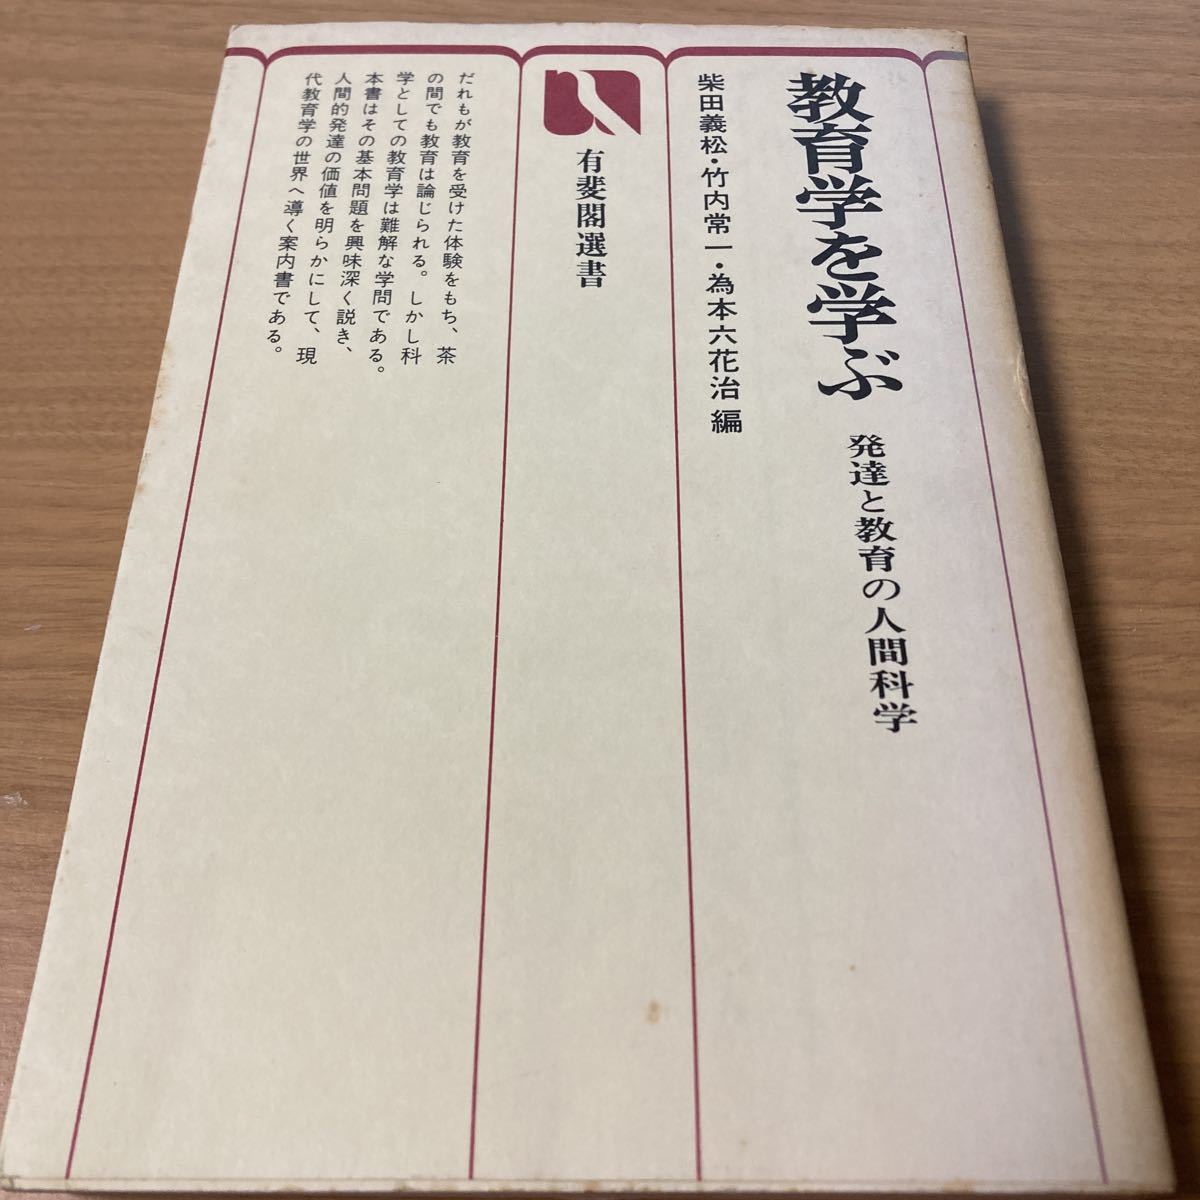 教育学を学ぶ
発達と教育の人間科学
柴田義松・竹内常一・為本六花治 編
有斐閣選書
だれもが教育を受けた体験をもち、茶
の間でも教育は論じられる。しかし科
学としての教育学は難解な学問である。
本書はその基本問題を興味深く説き、
人間的発達の価値を明らかにして、現
代教育学の世界へ導く案内書である。